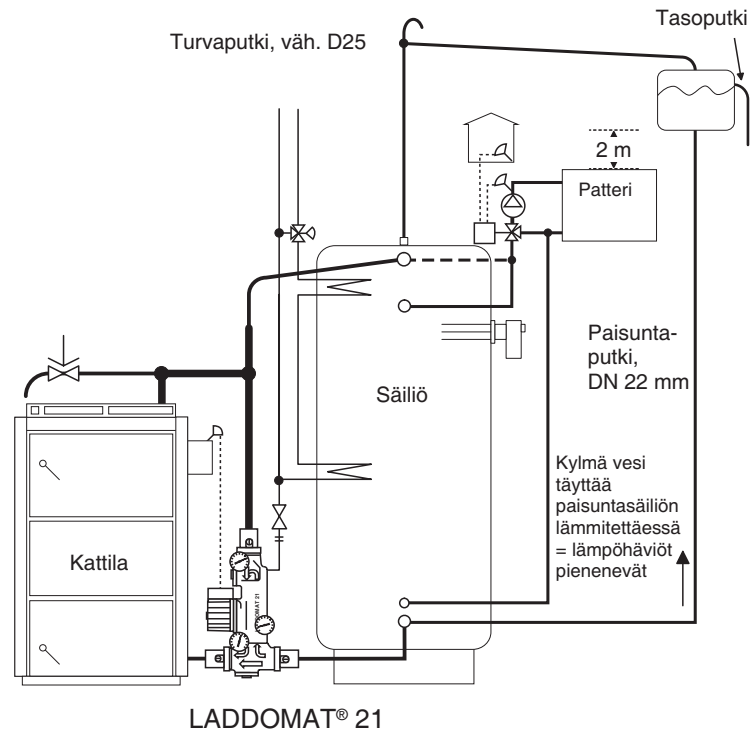 Tasoputki
Turvaputki, väh. D25
2 m
Patteri
Paisunta-
putki,
DN 22 mm
Säiliö
Kylmä vesi
täyttää
paisuntasäiliön
lämmitettäessä
= lämpöhäviöt
pienenevät
Kattila
LADDOMAT® 21